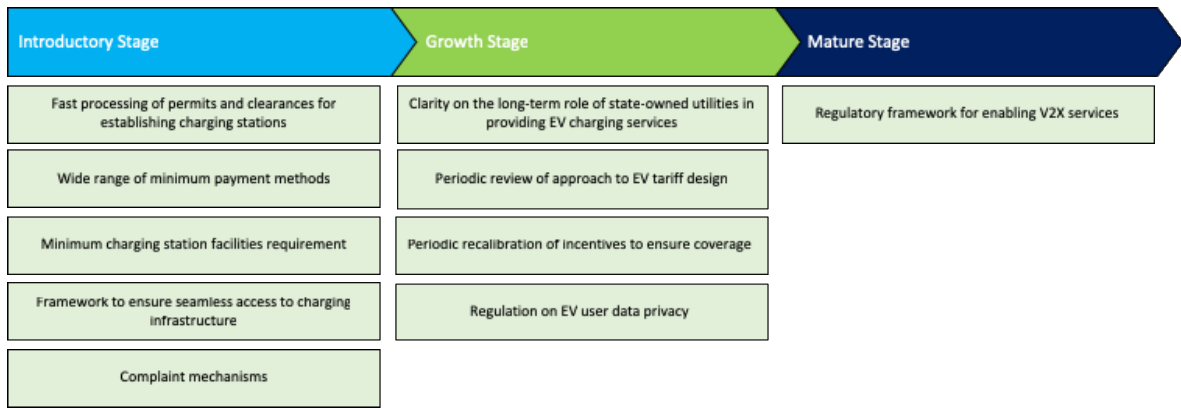 Introductory Stage
Growth Stage
Mature Stage
Fast processing of permits and clearances for
establishing charging stations
Wide range of minimum payment methods
Minimum charging station facilities requirement
Framework to ensure seamless access to charging
infrastructure
Complaint mechanisms
Clarity on the long-term role of state-owned utilities in
providing EV charging services
Periodic review of approach to EV tariff design
Periodic recalibration of incentives to ensure coverage
Regulation on EV user data privacy
Regulatory framework for enabling V2X services